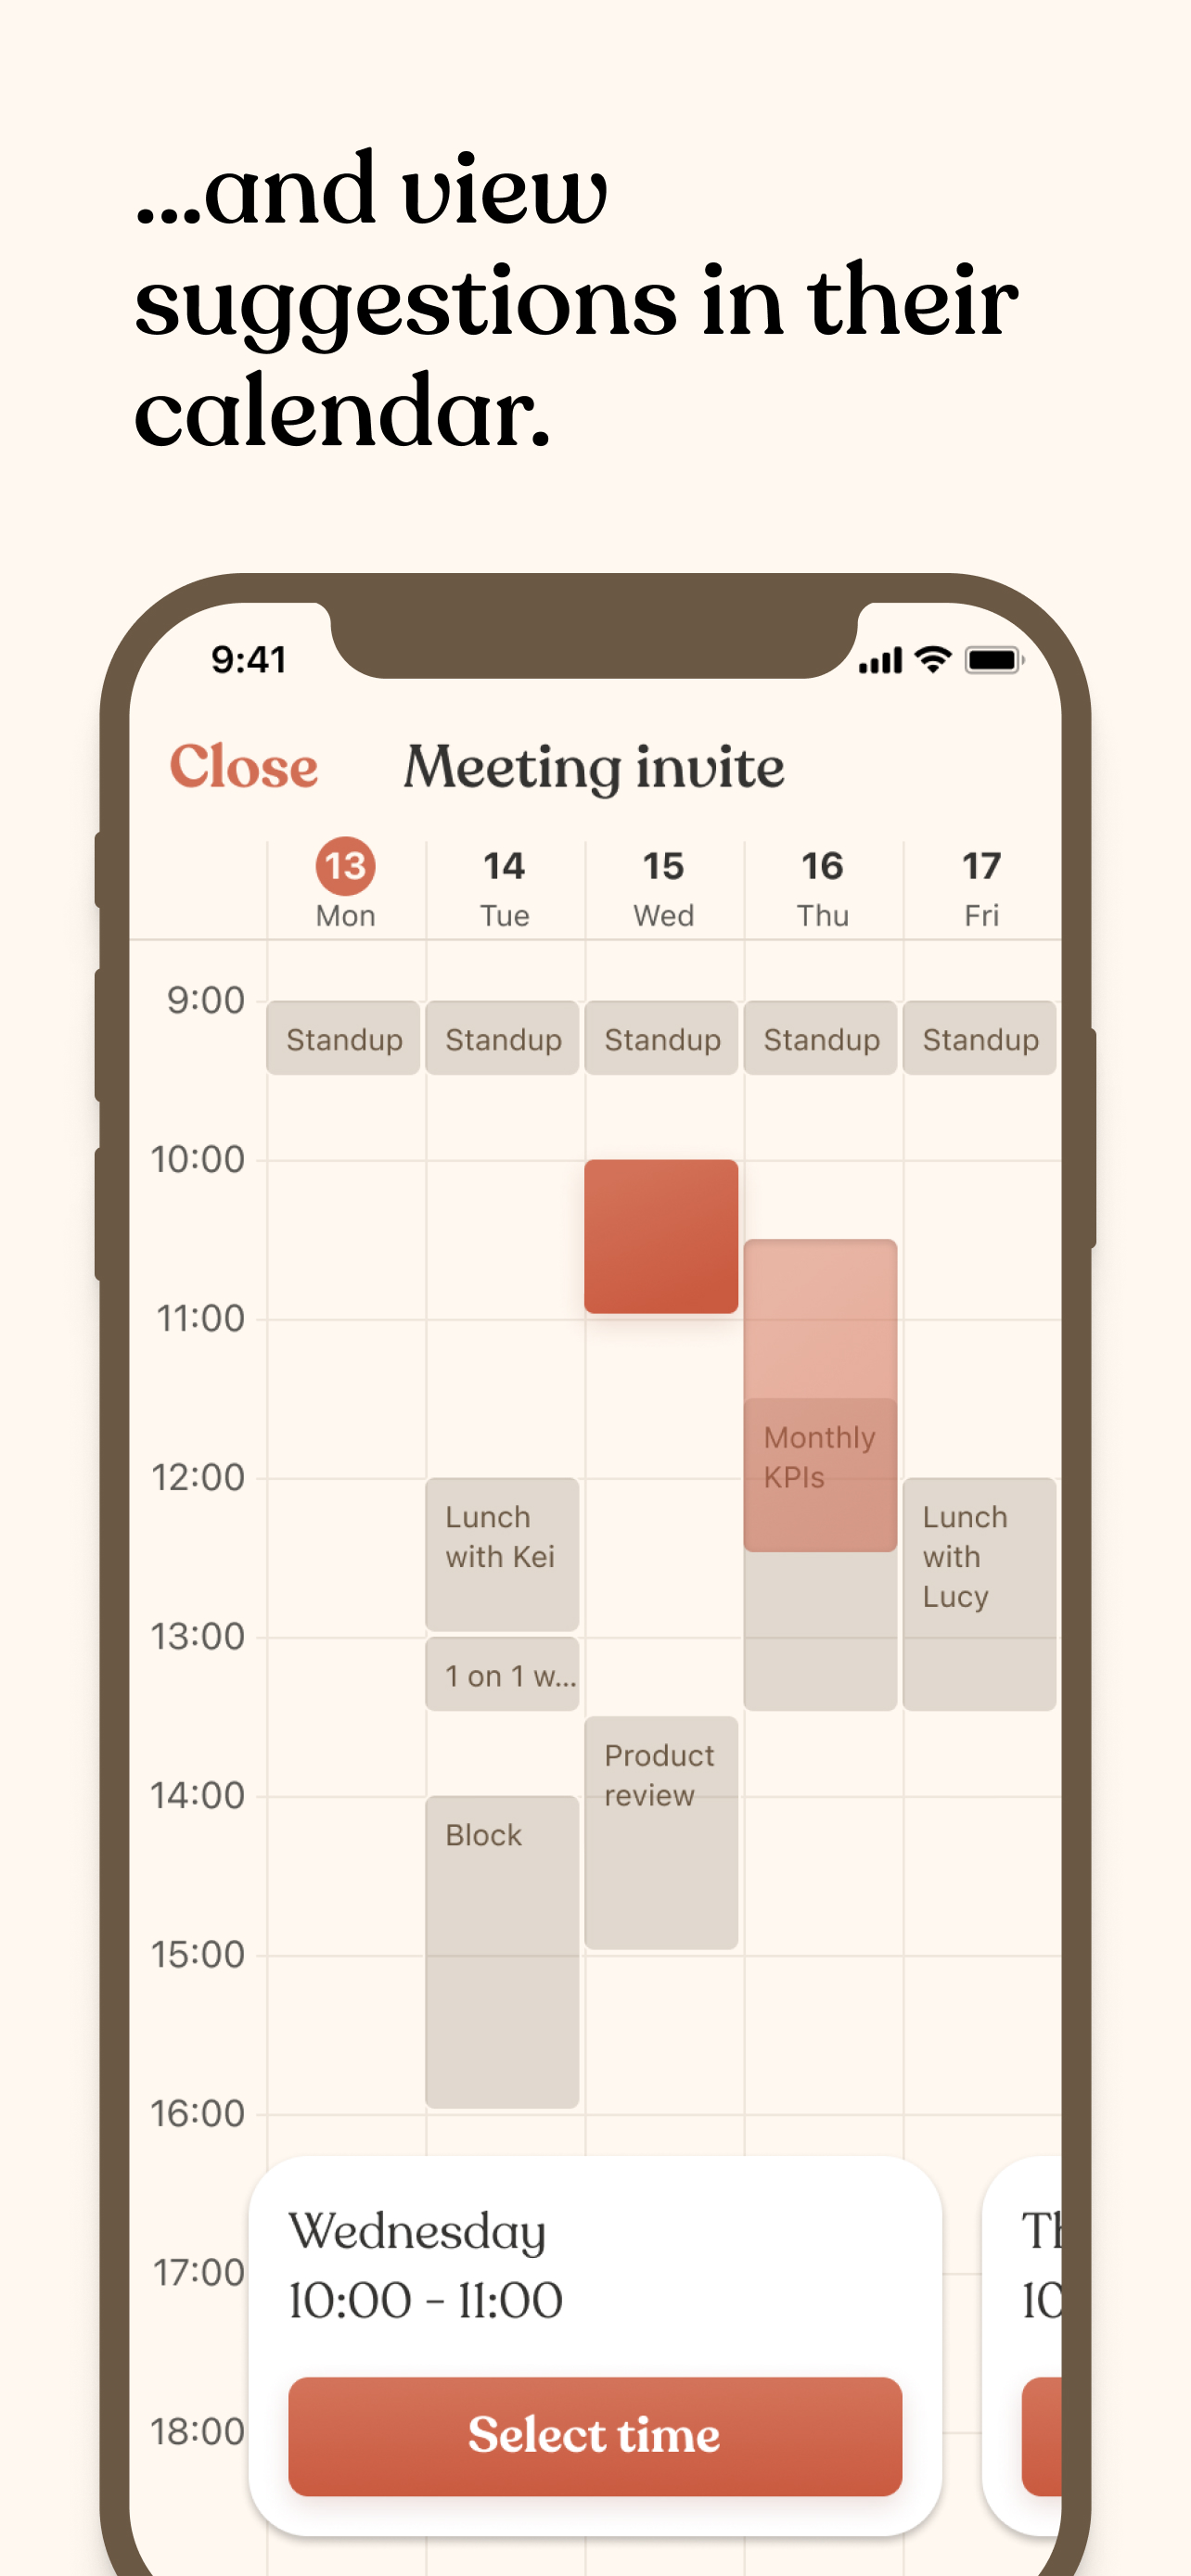 ...and view
suggestions in their
calendar.
9:41
Close Meeting invite
13 14 15 16 17
Mon Tue Wed Thu Fri
9:00
Standup Standup Standup Standup Standup
10:00
11:00
Monthly
KPIs
12:00
Lunch
with Kei
Lunch
with
Lucy
13:00
1 on 1 w...
Product
review
14:00
Block
15:00
16:00
Wednesday
10:00 - 11:00
17:00
Select time
18:00
Th
10